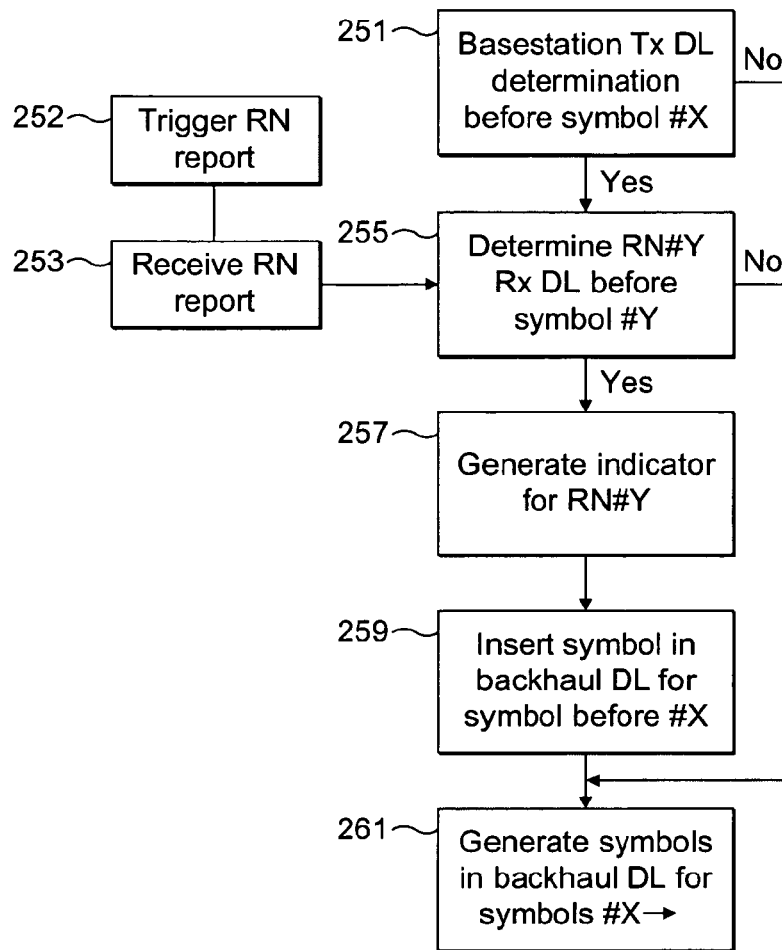 251
Basestation Tx DL
determination
before symbol #X
No
252
Trigger RN
report
Yes
253
Receive RN
report
255
Determine RN#Y
Rx DL before
symbol #Y
No
Yes
257
Generate indicator
for RN#Y
259
Insert symbol in
backhaul DL for
symbol before #X
261
Generate symbols
in backhaul DL for
symbols #X→